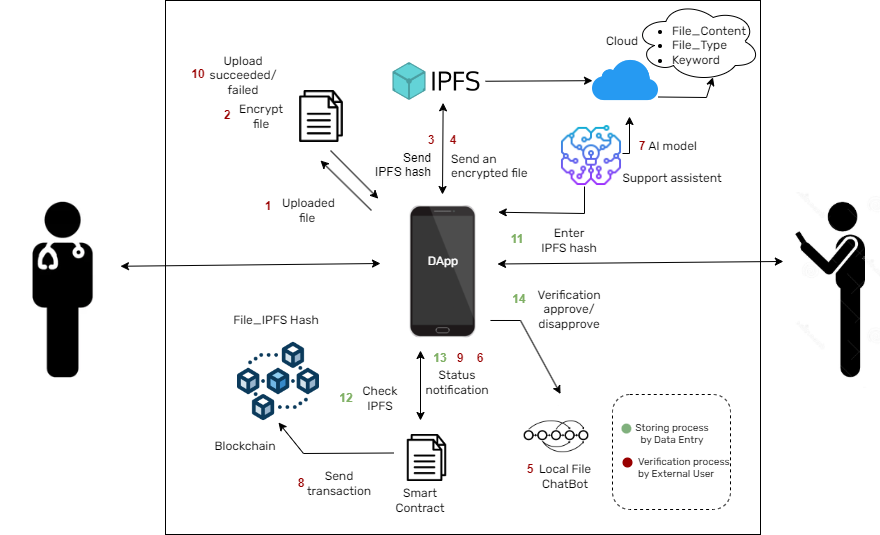 10 Upload
succeeded/
failed
2 Encrypt
file
1 Uploaded
file
IPFS
3 4
Send
IPFS hash
Send an
encrypted file
Cloud
• File_Content
• File_Type
• Keyword
7 AI model
Support assistent
11 Enter
IPFS hash
DApp
14 Verification
approve/
disapprove
File_IPFS Hash
Blockchain
12 Check
IPFS
13 9 6
Status
notification
8 Send
transaction
Smart
Contract
5 Local File
ChatBot
Storing process
by Data Entry
Verification process
by External User